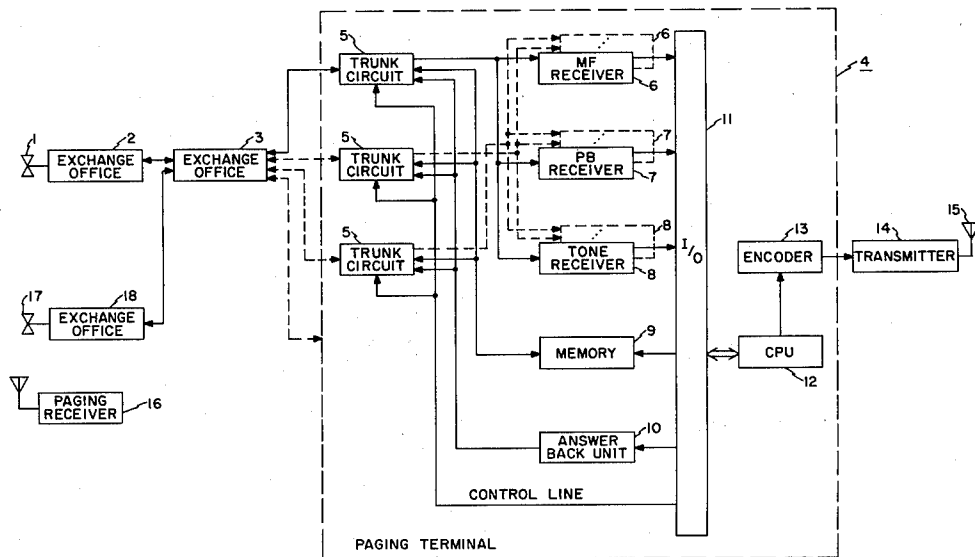 5
TRUNK
CIRCUIT
6
MF
RECEIVER
6
4
11
1
2
EXCHANGE
OFFICE
3
EXCHANGE
OFFICE
5
TRUNK
CIRCUIT
7
PB
RECEIVER
7
5
TRUNK
CIRCUIT
8
TONE
RECEIVER
8
I/O
13
ENCODER
14
TRANSMITTER
15
17
18
EXCHANGE
OFFICE
9
MEMORY
CPU
12
PAGING
RECEIVER
16
10
ANSWER
BACK UNIT
CONTROL LINE
PAGING TERMINAL